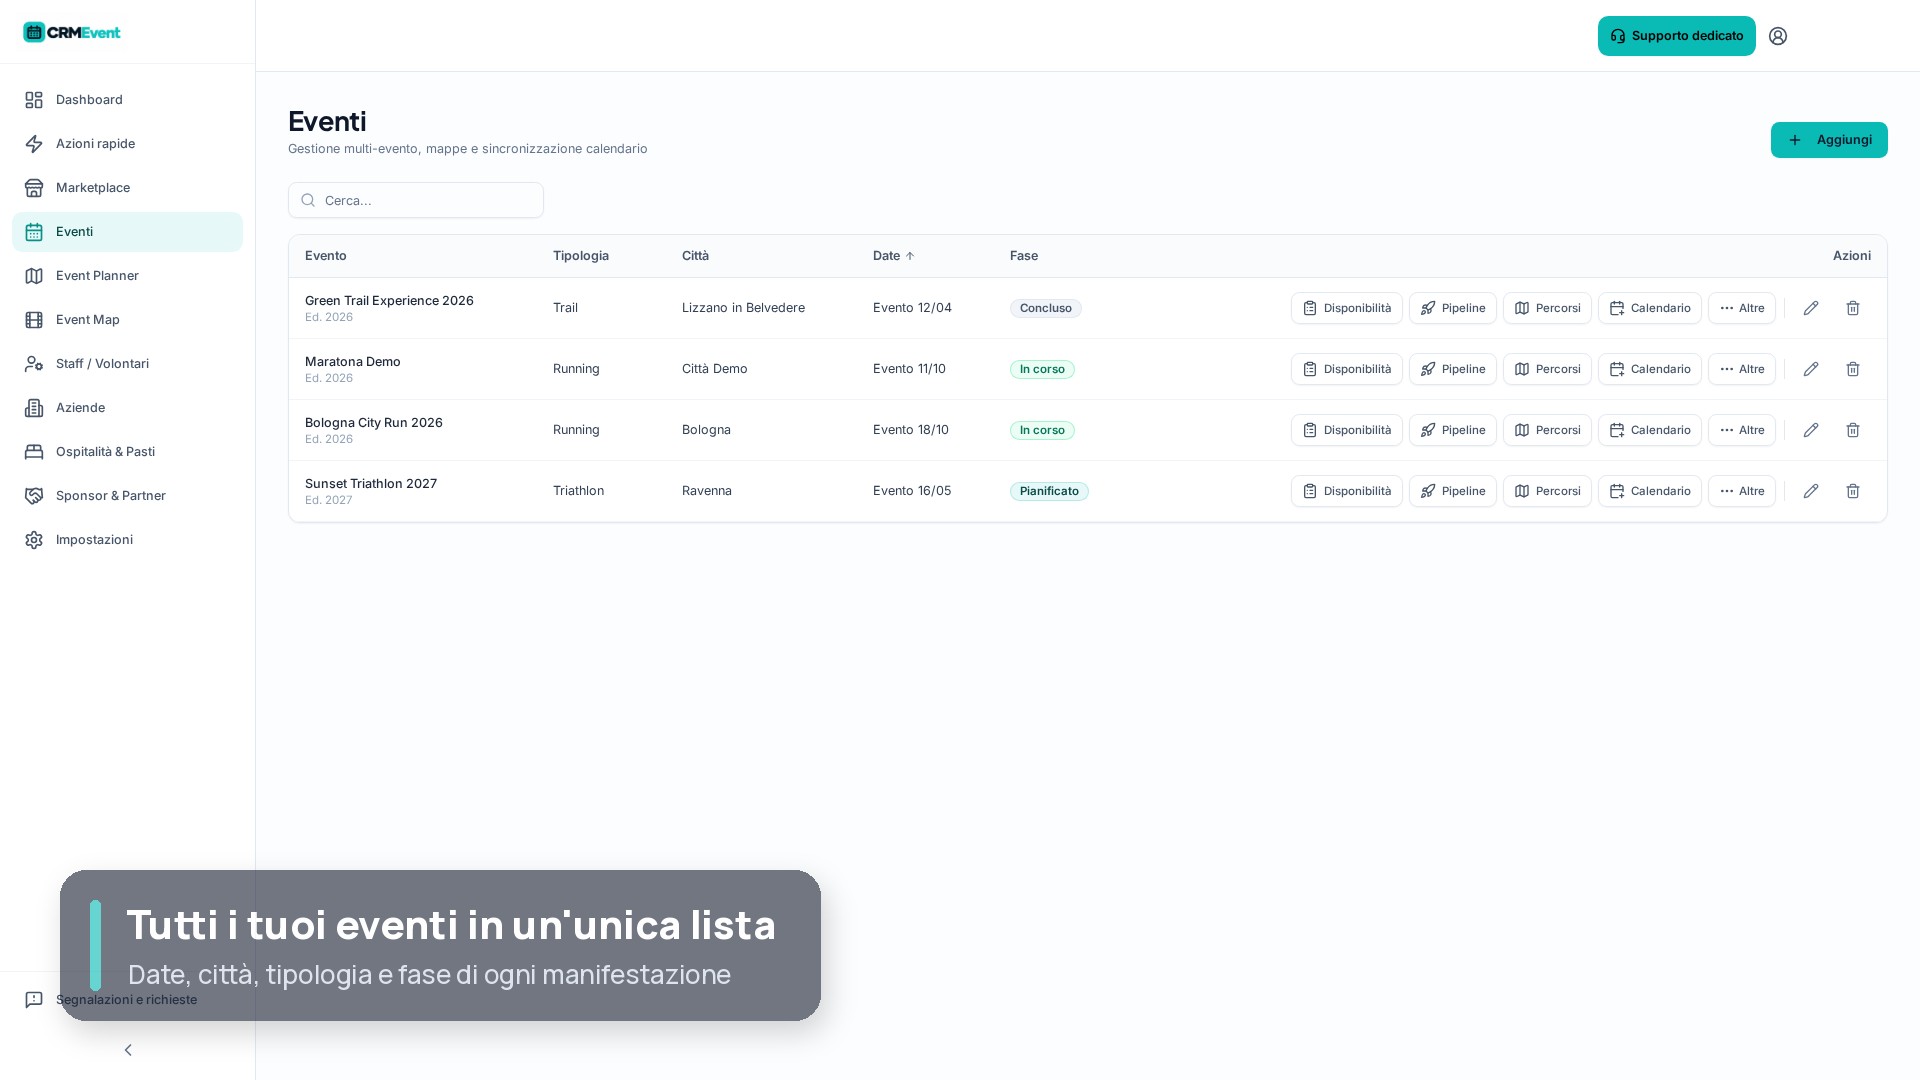 CRMEvent
Supporto dedicato
Dashboard
Azioni rapide
Marketplace
Eventi
Event Planner
Event Map
Staff / Volontari
Aziende
Ospitalità & Pasti
Sponsor & Partner
Impostazioni
Segnalazioni e richieste
Eventi
Gestione multi-evento, mappe e sincronizzazione calendario
Aggiungi
Cerca...
Evento Tipologia Città Date Fase Azioni
Green Trail Experience 2026 Trail Lizzano in Belvedere Evento 12/04 Concluso Disponibilità Pipeline Percorsi Calendario Altre
Ed. 2026
Maratona Demo Running Città Demo Evento 11/10 In corso Disponibilità Pipeline Percorsi Calendario Altre
Ed. 2026
Bologna City Run 2026 Running Bologna Evento 18/10 In corso Disponibilità Pipeline Percorsi Calendario Altre
Ed. 2026
Sunset Triathlon 2027 Triathlon Ravenna Evento 16/05 Pianificato Disponibilità Pipeline Percorsi Calendario Altre
Ed. 2027
Tutti i tuoi eventi in un'unica lista
Date, città, tipologia e fase di ogni manifestazione